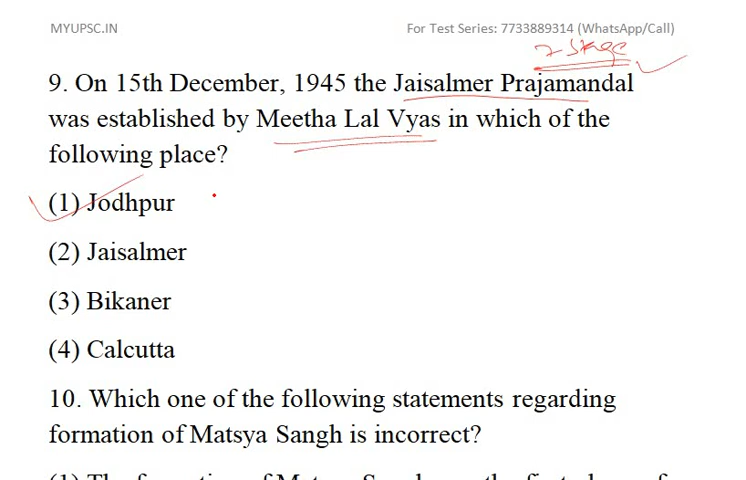 MYUPSC.IN
For Test Series: 7733889314 (WhatsApp/Call)
9. On 15th December, 1945 the Jaisalmer Prajamandal
was established by Meetha Lal Vyas in which of the
following place?
(1) Jodhpur
(2) Jaisalmer
(3) Bikaner
(4) Calcutta
10. Which one of the following statements regarding
formation of Matsya Sangh is incorrect?